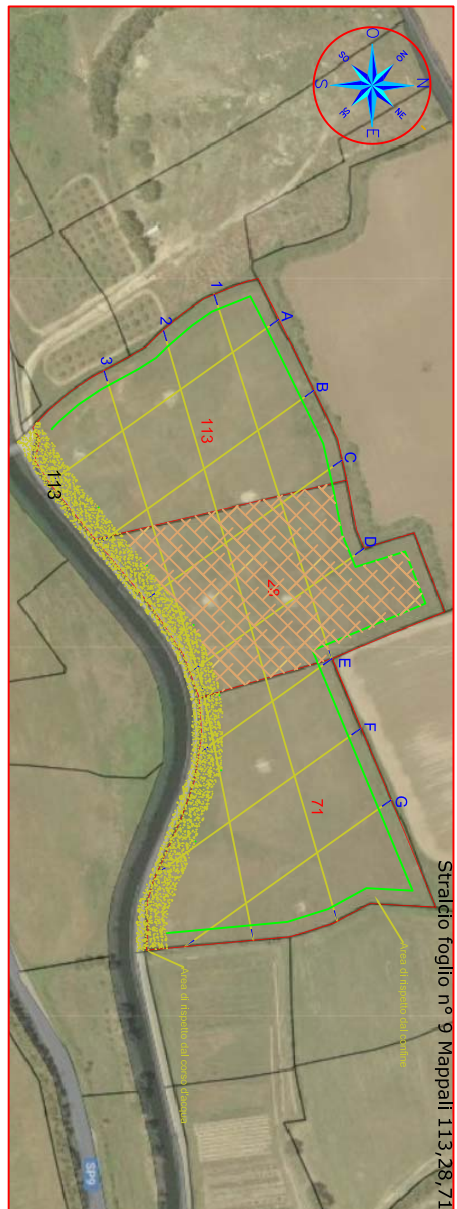 Stralcio foglio n° 9 Mappali 113,28,71
O
NO
N
NE
E
SE
S
SO
1
2
3
A
B
C
D
E
F
G
113
113
28
71
Area di rispetto dal confine
Area di rispetto dal corso d'acqua
SP9